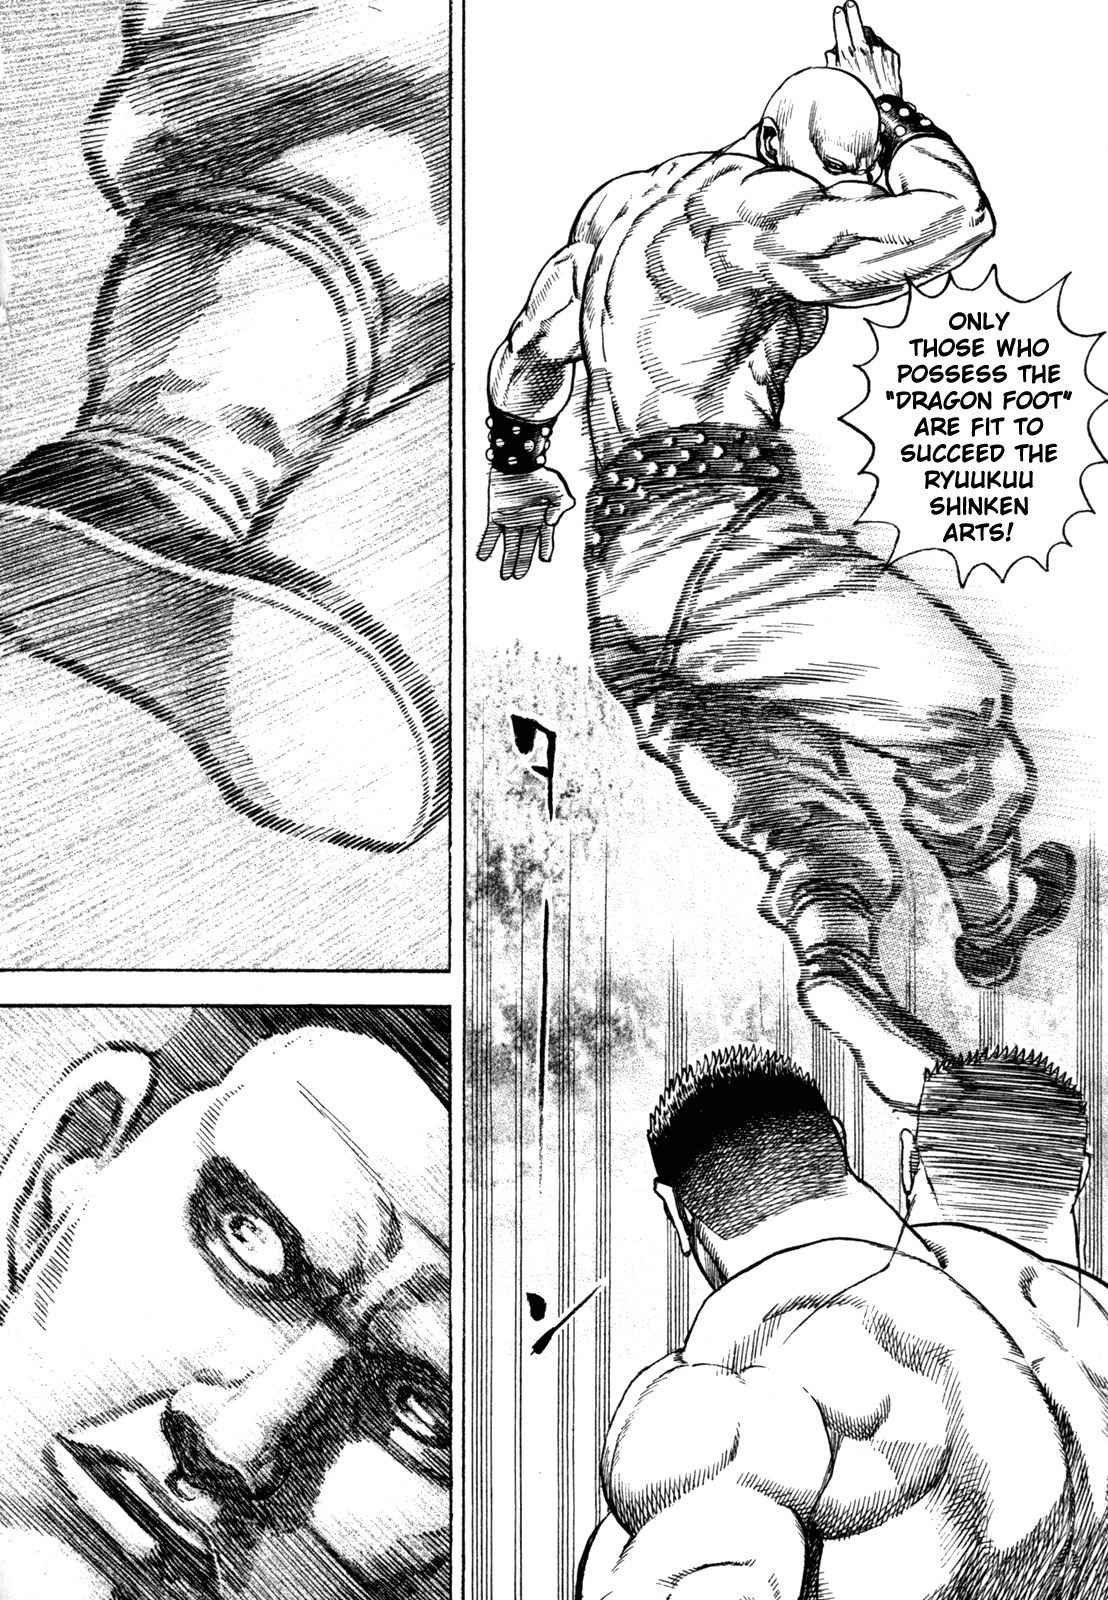 ONLY
THOSE WHO
POSSESS THE
"DRAGON FOOT"
ARE FIT TO
SUCCEED THE
RYUUKUU
SHINKEN
ARTS!